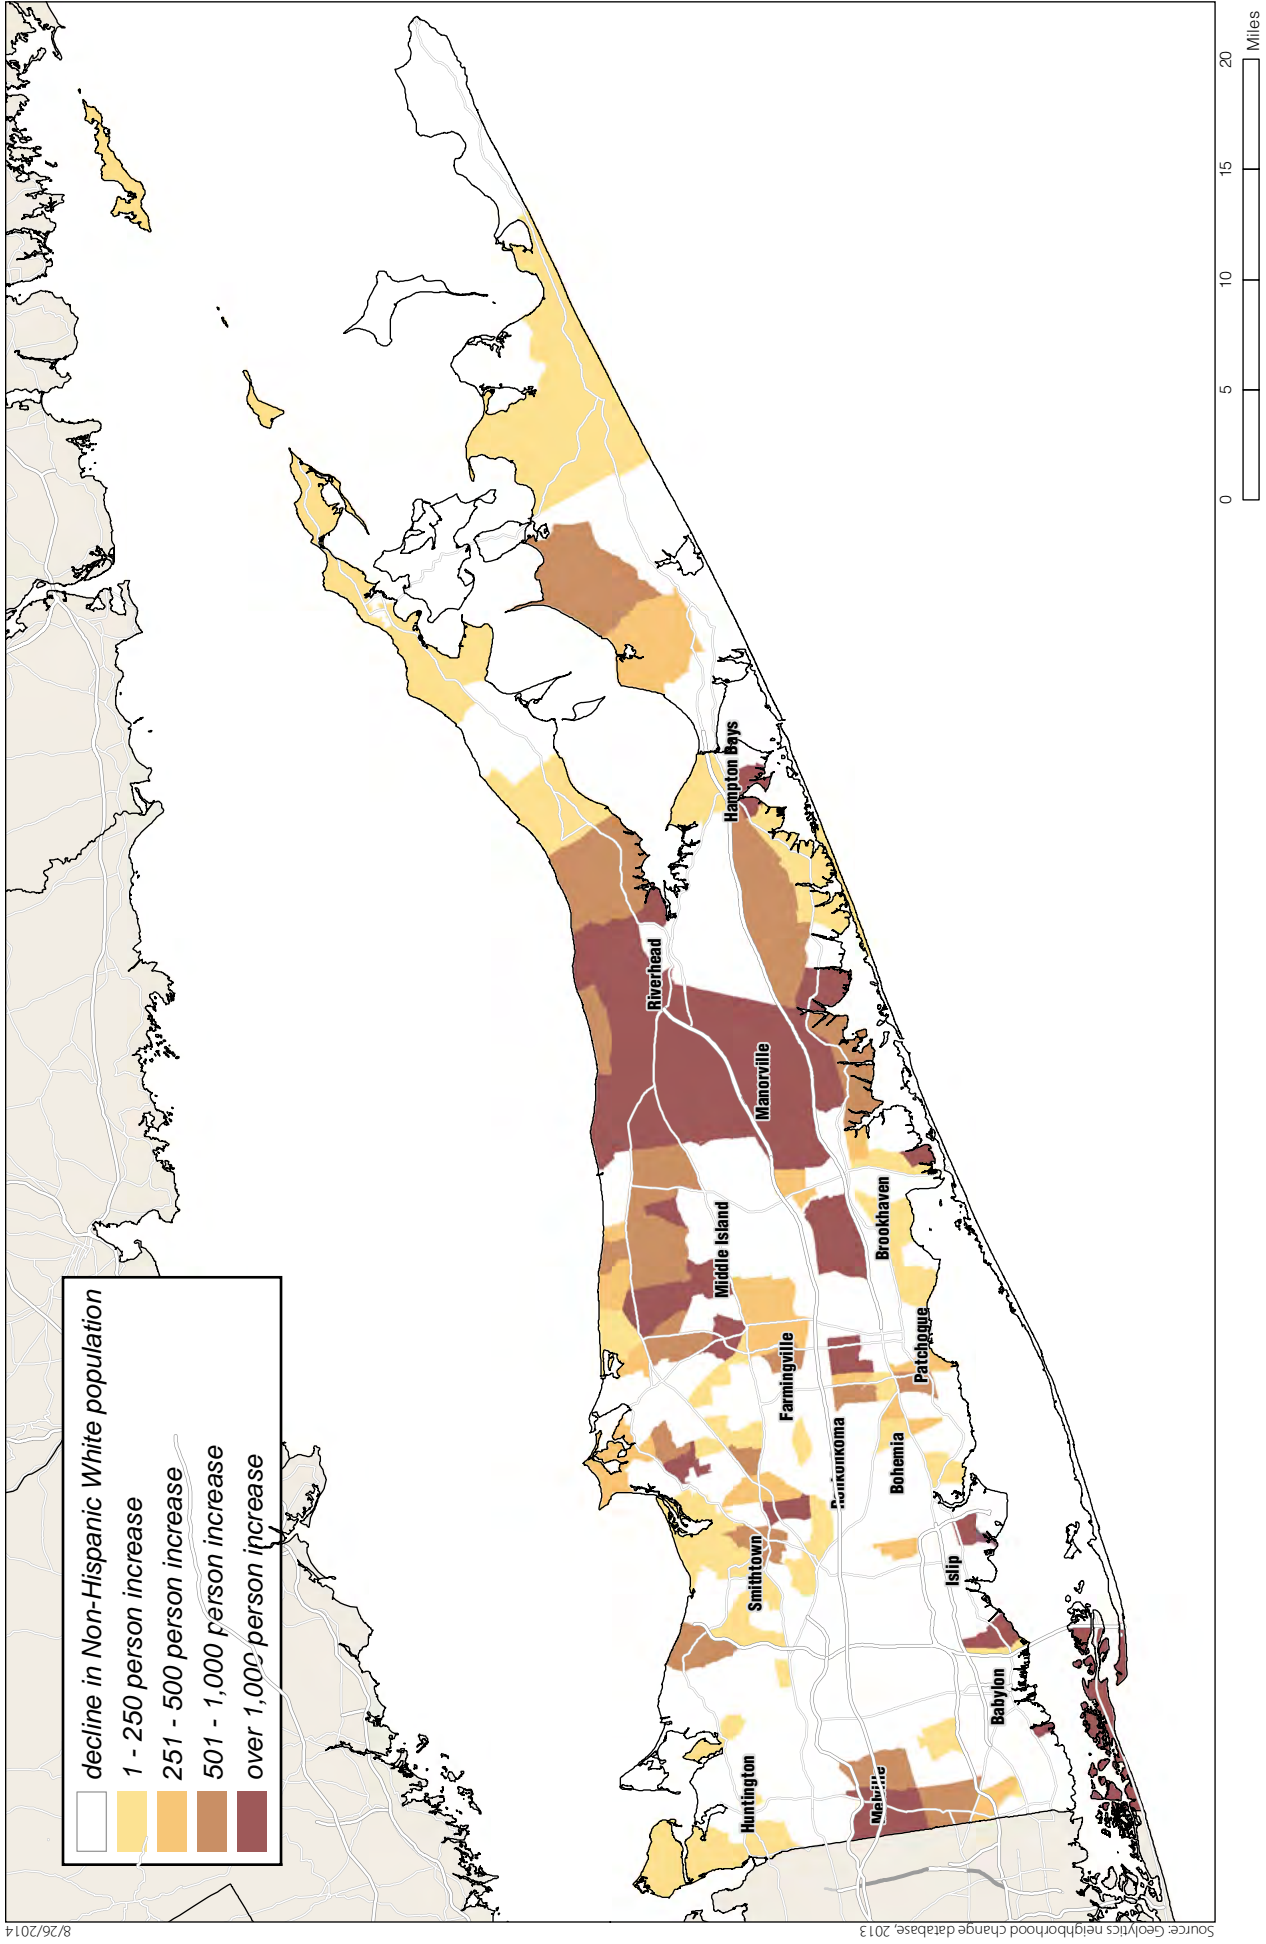 decline in Non-Hispanic White population
1 - 250 person increase
251 - 500 person increase
501 - 1,000 person increase
over 1,000 person increase
Hampton Bays
Riverhead
Manorville
Middle Island
Brookhaven
Patchogue
Farmingville
Ronkonkoma
Bohemia
Smithtown
Islip
Babylon
Huntington
Melville
0 5 10 15 20
Miles
8/26/2014
Source: Geolytics neighborhood change database, 2013